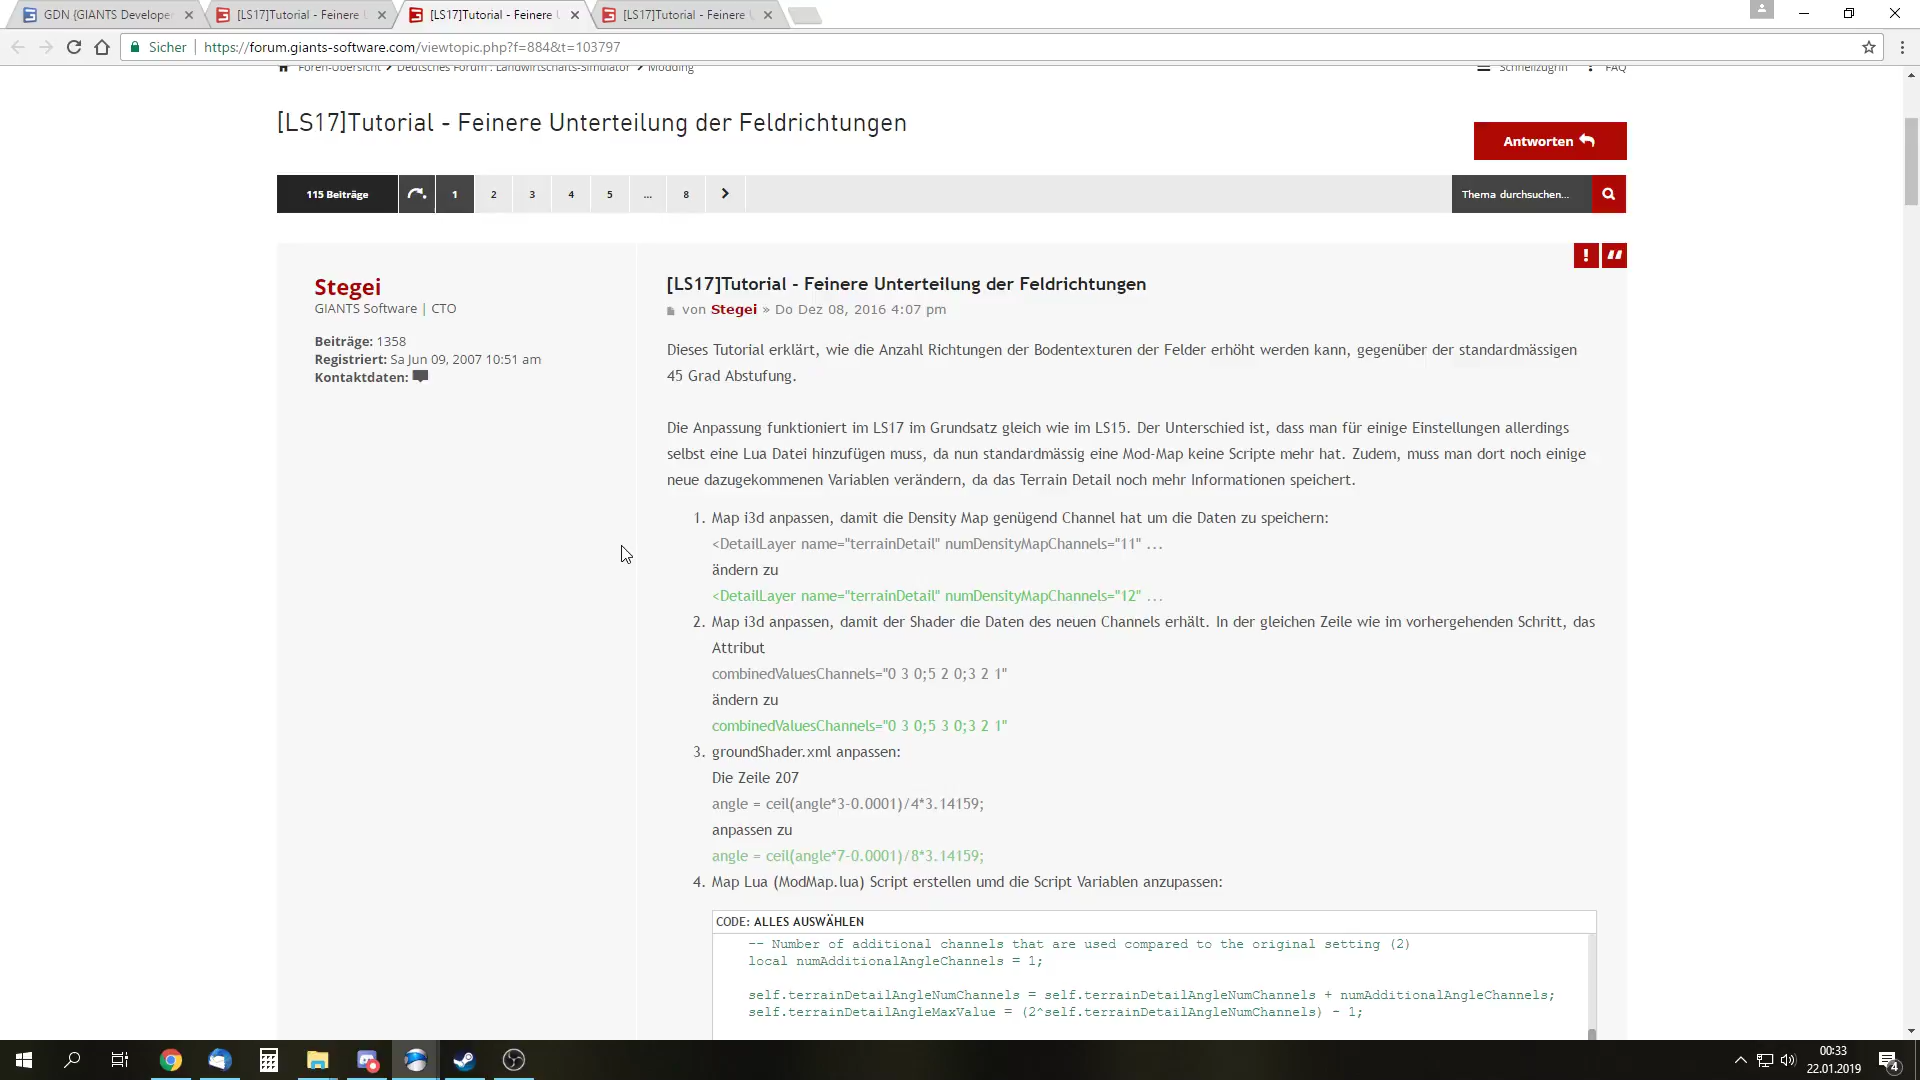 GDN {GIANTS Develope
[LS17]Tutorial - Feinere U
[LS17]Tutorial - Feinere U
[LS17]Tutorial - Feinere U
Sicher https://forum.giants-software.com/viewtopic.php?f=884&t=103797
Foren-Übersicht Deutsches Forum : Landwirtschafts-Simulator Modding
Schnellzugriff FAQ
[LS17]Tutorial - Feinere Unterteilung der Feldrichtungen
Antworten
115 Beiträge 1 2 3 4 5 ... 8
Thema durchsuchen...
Stegei
GIANTS Software | CTO
Beiträge: 1358
Registriert: Sa Jun 09, 2007 10:51 am
Kontaktdaten:
[LS17]Tutorial - Feinere Unterteilung der Feldrichtungen
von Stegei » Do Dez 08, 2016 4:07 pm
Dieses Tutorial erklärt, wie die Anzahl Richtungen der Bodentexturen der Felder erhöht werden kann, gegenüber der standardmässigen
45 Grad Abstufung.
Die Anpassung funktioniert im LS17 im Grundsatz gleich wie im LS15. Der Unterschied ist, dass man für einige Einstellungen allerdings
selbst eine Lua Datei hinzufügen muss, da nun standardmässig eine Mod-Map keine Scripte mehr hat. Zudem, muss man dort noch einige
neue dazugekommenen Variablen verändern, da das Terrain Detail noch mehr Informationen speichert.
1. Map i3d anpassen, damit die Density Map genügend Channel hat um die Daten zu speichern:
<DetailLayer name="terrainDetail" numDensityMapChannels="11" ...
ändern zu
<DetailLayer name="terrainDetail" numDensityMapChannels="12" ...
2. Map i3d anpassen, damit der Shader die Daten des neuen Channels erhält. In der gleichen Zeile wie im vorhergehenden Schritt, das
Attribut
combinedValuesChannels="0 3 0;5 2 0;3 2 1"
ändern zu
combinedValuesChannels="0 3 0;5 3 0;3 2 1"
3. groundShader.xml anpassen:
Die Zeile 207
angle = ceil(angle*3-0.0001)/4*3.14159;
anpassen zu
angle = ceil(angle*7-0.0001)/8*3.14159;
4. Map Lua (ModMap.lua) Script erstellen umd die Script Variablen anzupassen:
CODE: ALLES AUSWÄHLEN
-- Number of additional channels that are used compared to the original setting (2)
local numAdditionalAngleChannels = 1;
self.terrainDetailAngleNumChannels = self.terrainDetailAngleNumChannels + numAdditionalAngleChannels;
self.terrainDetailAngleMaxValue = (2^self.terrainDetailAngleNumChannels) - 1;
00:33
22.01.2019
4